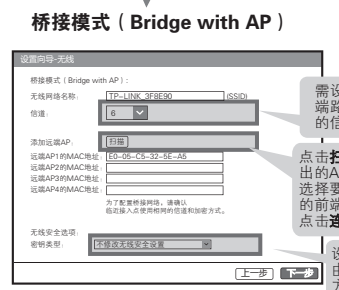 桥接模式（Bridge with AP）
设置向导-无线
桥接模式（Bridge with AP）：
无线网络名称： TP-LINK_3F8E90 (SSID)
信道： 6
添加远端AP： 扫描
远端AP1的MAC地址： E0-05-C5-32-5E-A5
远端AP2的MAC地址：
远端AP3的MAC地址：
远端AP4的MAC地址：
为了配置桥接网络，请确认
临近接入点使用相同的信道和加密方式。
无线安全选项：
密钥类型： 不修改无线安全设置
上一步 下一步
需设
端路
的信
点击扫
出的A
选择要
的前端
点击连